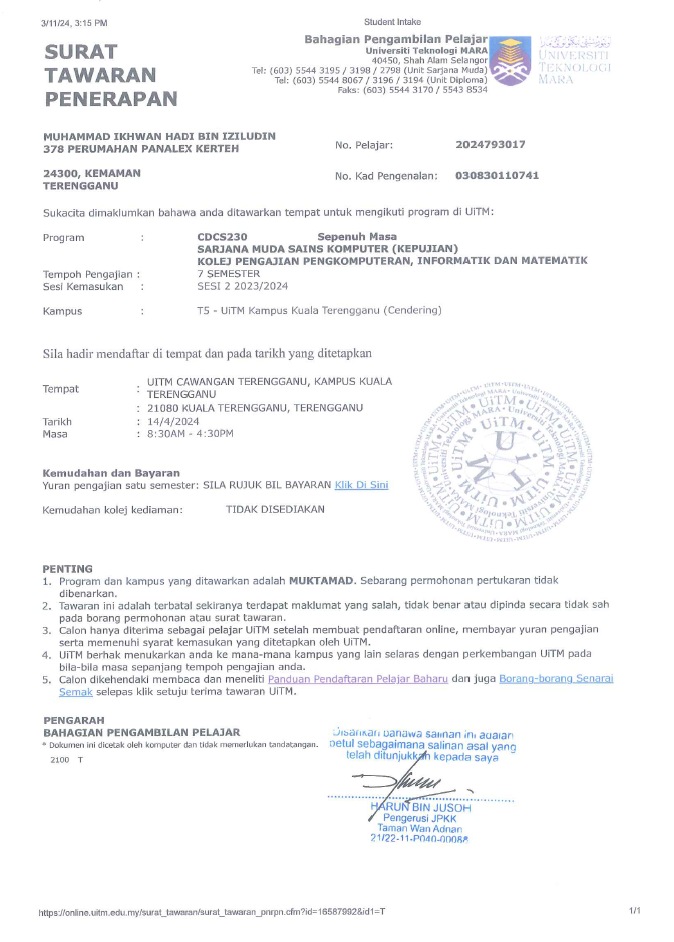 3/11/24, 3:15 PM
Student Intake
SURAT
TAWARAN
PENERAPAN
Bahagian Pengambilan Pelajar
Universiti Teknologi MARA
40450, Shah Alam Selangor
Tel: (603) 5544 3195 / 3198 / 2798 (Unit Sarjana Muda)
Tel: (603) 5544 8067 / 3196 / 3194 (Unit Diploma)
Faks: (603) 5544 3170 / 5543 8534
UNIVERSITI
TEKNOLOGI
MARA
MUHAMMAD IKHWAN HADI BIN IZILUDIN
378 PERUMAHAN PANALEX KERTEH
No. Pelajar: 2024793017
24300, KEMAMAN
TERENGGANU
No. Kad Pengenalan: 030830110741
Sukacita dimaklumkan bahawa anda ditawarkan tempat untuk mengikuti program di UiTM:
Program : CDCS230 Sepenuh Masa
SARJANA MUDA SAINS KOMPUTER (KEPUJIAN)
KOLEJ PENGAJIAN PENGKOMPUTERAN, INFORMATIK DAN MATEMATIK
Tempoh Pengajian : 7 SEMESTER
Sesi Kemasukan : SESI 2 2023/2024
Kampus : T5 - UiTM Kampus Kuala Terengganu (Cendering)
Sila hadir mendaftar di tempat dan pada tarikh yang ditetapkan
Tempat : UITM CAWANGAN TERENGGANU, KAMPUS KUALA
TERENGGANU
: 21080 KUALA TERENGGANU, TERENGGANU
Tarikh : 14/4/2024
Masa : 8:30AM - 4:30PM
Kemudahan dan Bayaran
Yuran pengajian satu semester: SILA RUJUK BIL BAYARAN Klik Di Sini
Kemudahan kolej kediaman: TIDAK DISEDIAKAN
PENTING
1. Program dan kampus yang ditawarkan adalah MUKTAMAD. Sebarang permohonan pertukaran tidak
dibenarkan.
2. Tawaran ini adalah terbatal sekiranya terdapat maklumat yang salah, tidak benar atau dipinda secara tidak sah
pada borang permohonan atau surat tawaran.
3. Calon hanya diterima sebagai pelajar UiTM setelah membuat pendaftaran online, membayar yuran pengajian
serta memenuhi syarat kemasukan yang ditetapkan oleh UiTM.
4. UiTM berhak menukarkan anda ke mana-mana kampus yang lain selaras dengan perkembangan UiTM pada
bila-bila masa sepanjang tempoh pengajian anda.
5. Calon dikehendaki membaca dan meneliti Panduan Pendaftaran Pelajar Baharu dan juga Borang-borang Senarai
Semak selepas klik setuju terima tawaran UiTM.
PENGARAH
BAHAGIAN PENGAMBILAN PELAJAR
* Dokumen ini dicetak oleh komputer dan tidak memerlukan tandatangan.
2100 T
Disahkan bahawa salinan ini adalah
betul sebagaimana salinan asal yang
telah ditunjukkan kepada saya
HARUN BIN JUSOH
Pengerusi JPKK
Taman Wan Adnan
21/22-11-P040-00088
https://online.uitm.edu.my/surat_tawaran/surat_tawaran_pnrpn.cfm?id=16587992&id1=T
1/1